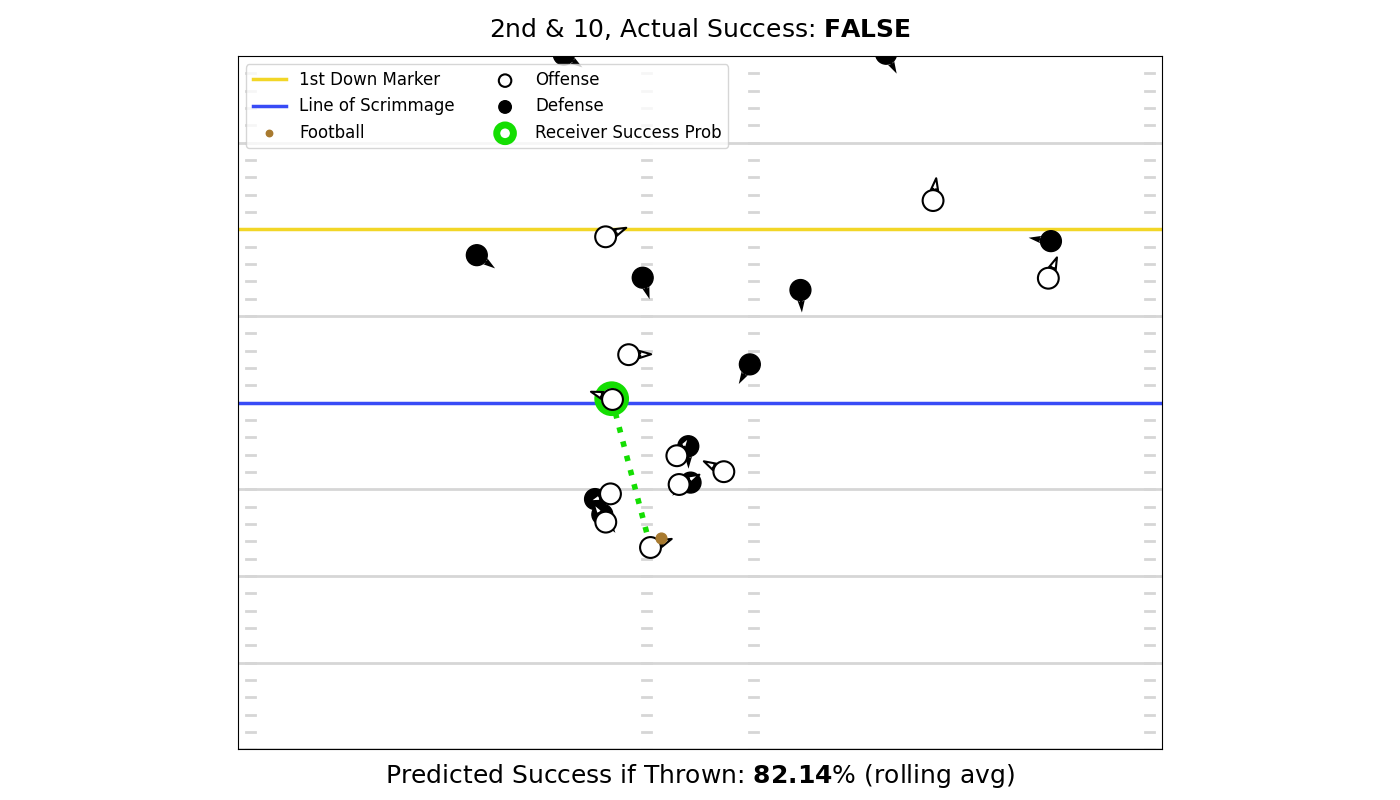 2nd & 10, Actual Success: FALSE
1st Down Marker
Line of Scrimmage
Football
Offense
Defense
Receiver Success Prob
Predicted Success if Thrown: 82.14% (rolling avg)